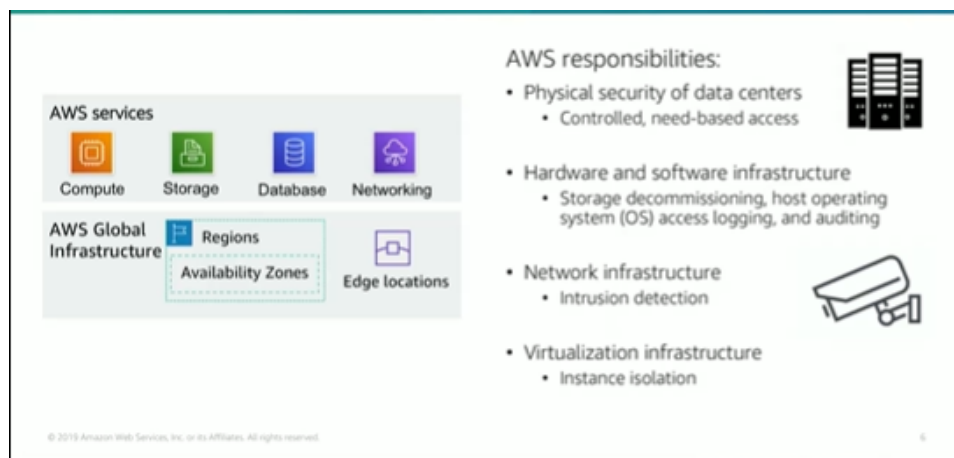 AWS services
Compute
Storage
Database
Networking
AWS Global
Infrastructure
Regions
Availability Zones
Edge locations
AWS responsibilities:
• Physical security of data centers
• Controlled, need-based access
• Hardware and software infrastructure
• Storage decommissioning, host operating
system (OS) access logging, and auditing
• Network infrastructure
• Intrusion detection
• Virtualization infrastructure
• Instance isolation
© 2019 Amazon Web Services, Inc. or its Affiliates. All rights reserved.
6